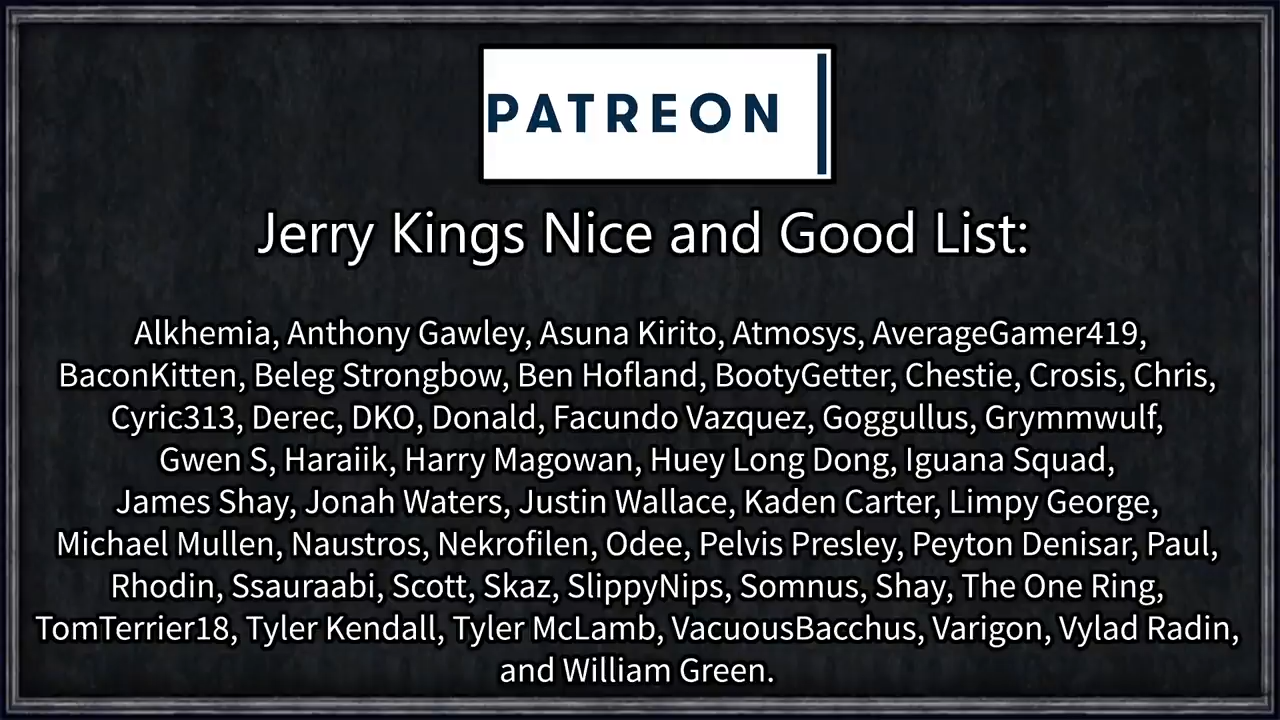 PATREON
Jerry Kings Nice and Good List:
Alkhemia, Anthony Gawley, Asuna Kirito, Atmosys, AverageGamer419,
BaconKitten, Beleg Strongbow, Ben Hofland, BootyGetter, Chestie, Crosis, Chris,
Cyric313, Derec, DKO, Donald, Facundo Vazquez, Goggullus, Grymmwulf,
Gwen S, Haraiik, Harry Magowan, Huey Long Dong, Iguana Squad,
James Shay, Jonah Waters, Justin Wallace, Kaden Carter, Limpy George,
Michael Mullen, Naustros, Nekrofilen, Odee, Pelvis Presley, Peyton Denisar, Paul,
Rhodin, Ssauraabi, Scott, Skaz, SlippyNips, Somnus, Shay, The One Ring,
TomTerrier18, Tyler Kendall, Tyler McLamb, VacuousBacchus, Varigon, Vylad Radin,
and William Green.